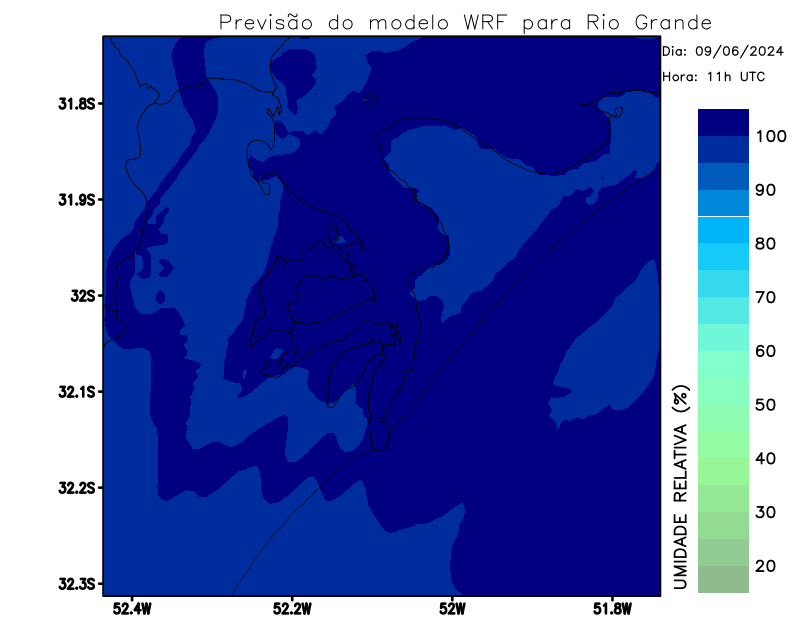 Previsão do modelo WRF para Rio Grande
Dia: 09/06/2024
Hora: 11h UTC
31.8S
31.9S
32S
32.1S
32.2S
32.3S
52.4W
52.2W
52W
51.8W
UMIDADE RELATIVA (%)
100
90
80
70
60
50
40
30
20